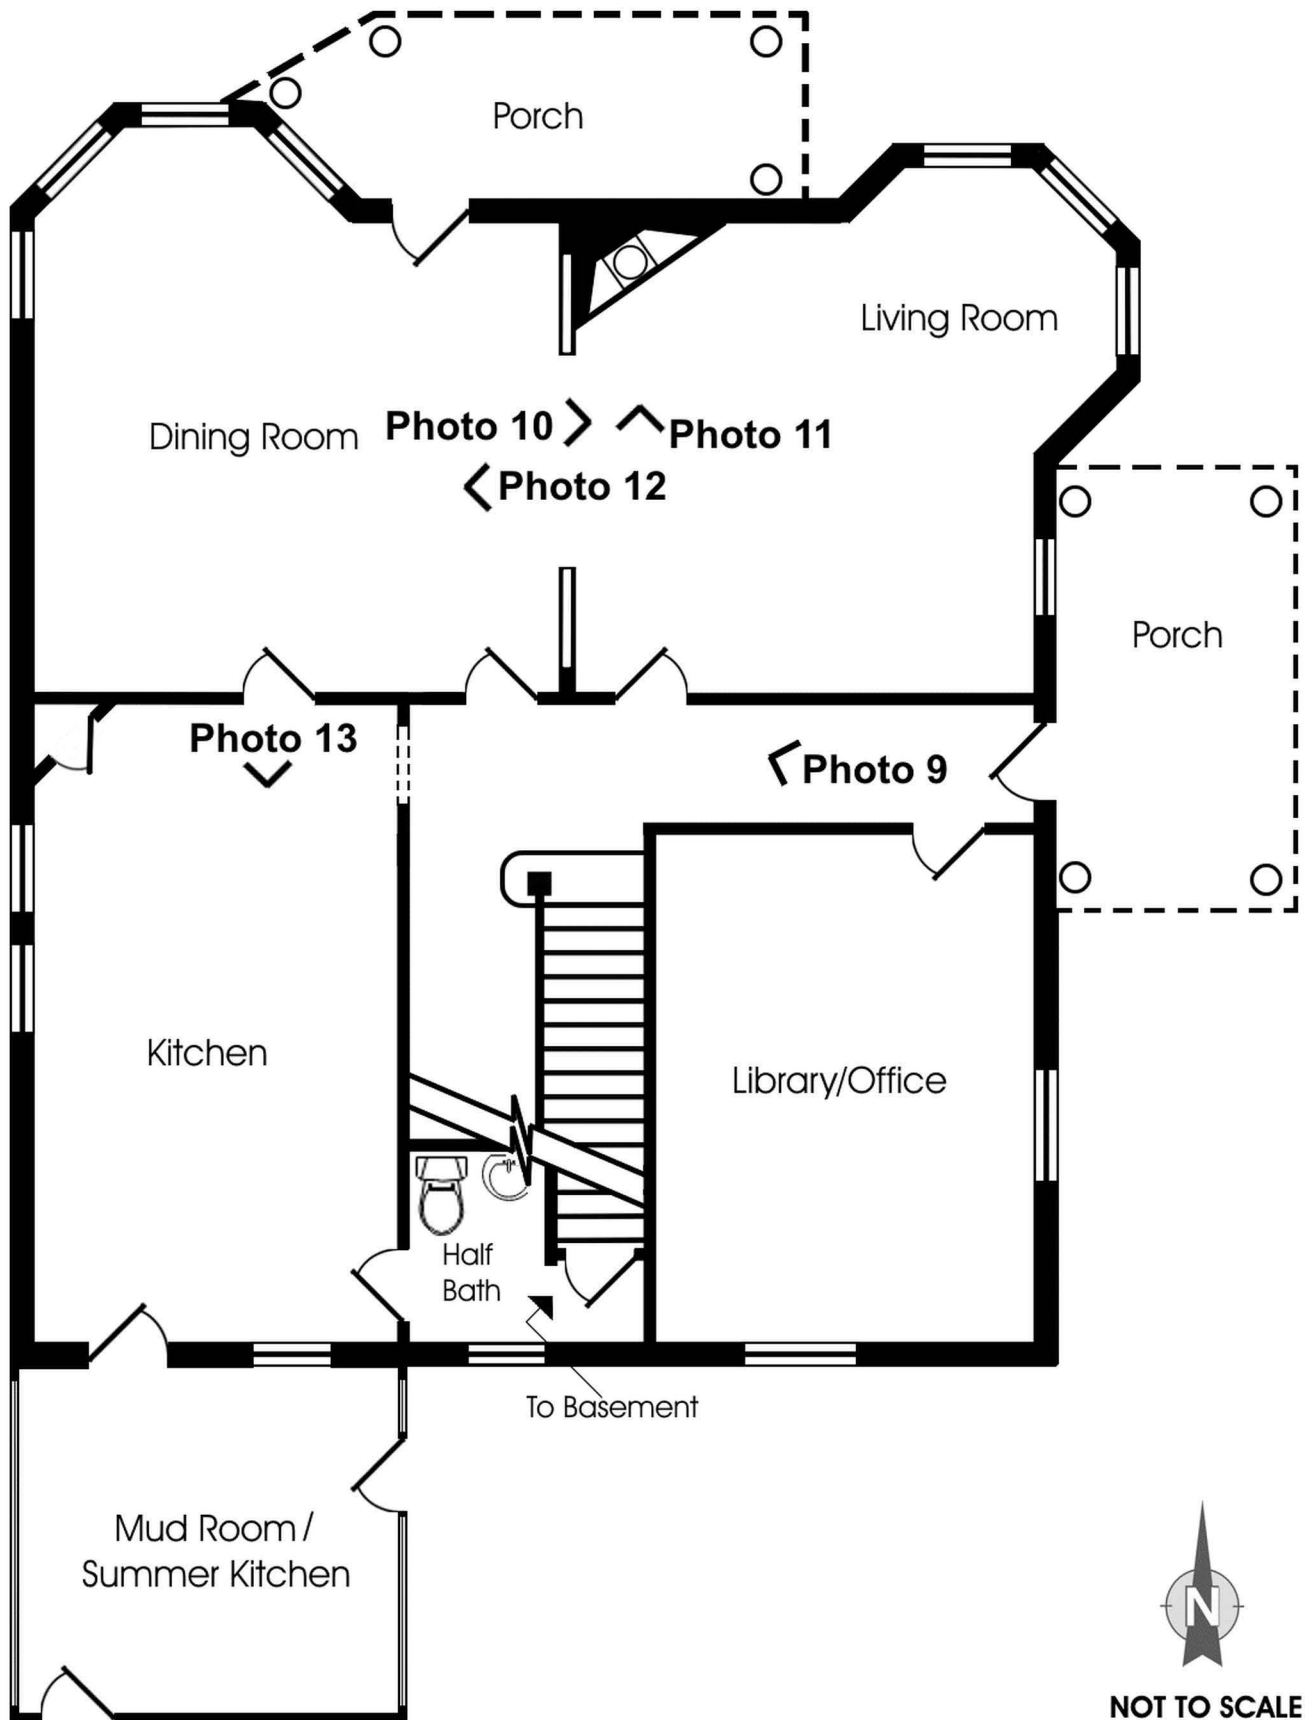 Porch
Living Room
Dining Room
Photo 10
Photo 11
Photo 12
Porch
Photo 13
Photo 9
Kitchen
Library/Office
Half
Bath
To Basement
Mud Room/
Summer Kitchen
N
NOT TO SCALE